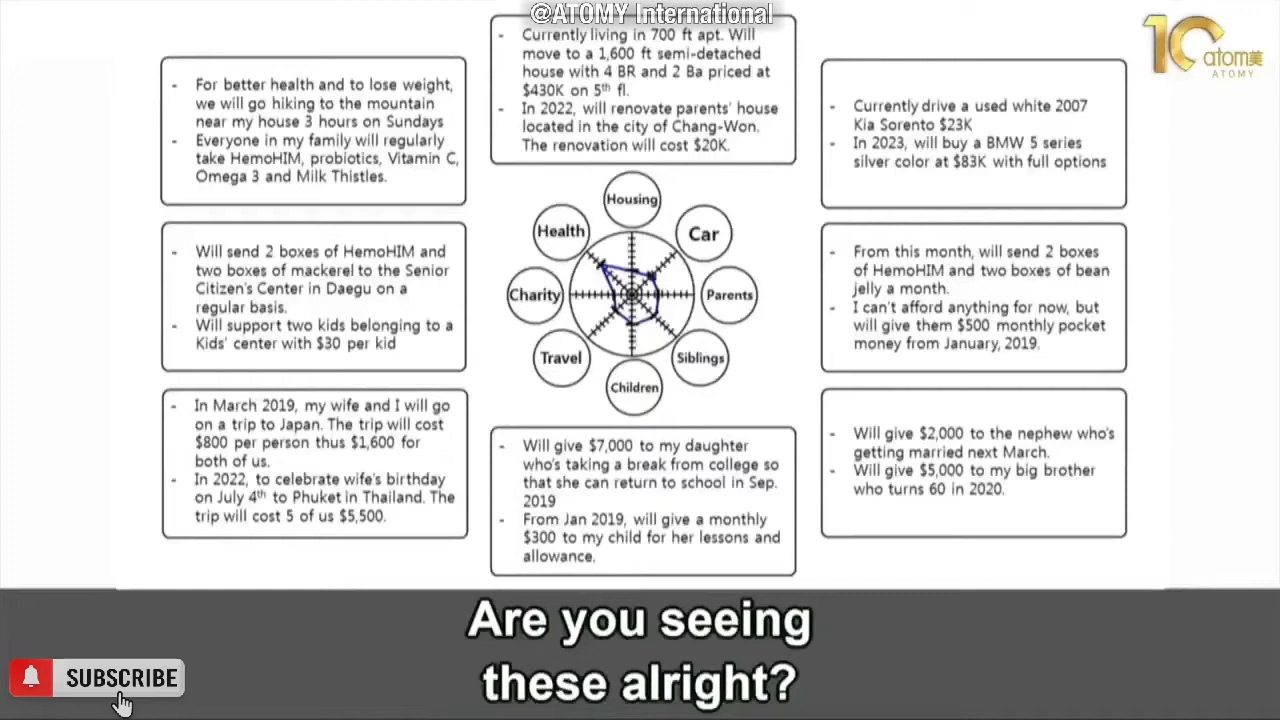 @ATOMY International
10
atom美
ATOMY
- For better health and to lose weight,
we will go hiking to the mountain
near my house 3 hours on Sundays
- Everyone in my family will regularly
take HemoHIM, probiotics, Vitamin C,
Omega 3 and Milk Thistles.
- Currently living in 700 ft apt. Will
move to a 1,600 ft semi-detached
house with 4 BR and 2 Ba priced at
$430K on 5th fl.
- In 2022, will renovate parents' house
located in the city of Chang-Won.
The renovation will cost $20K.
- Currently drive a used white 2007
Kia Sorento $23K
- In 2023, will buy a BMW 5 series
silver color at $83K with full options
- Will send 2 boxes of HemoHIM and
two boxes of mackerel to the Senior
Citizen's Center in Daegu on a
regular basis.
- Will support two kids belonging to a
Kids' center with $30 per kid
Housing
Health
Car
Charity
Parents
Travel
Siblings
Children
- From this month, will send 2 boxes
of HemoHIM and two boxes of bean
jelly a month.
- I can't afford anything for now, but
will give them $500 monthly pocket
money from January, 2019.
- In March 2019, my wife and I will go
on a trip to Japan. The trip will cost
$800 per person thus $1,600 for
both of us.
- In 2022, to celebrate wife's birthday
on July 4th to Phuket in Thailand. The
trip will cost 5 of us $5,500.
- Will give $7,000 to my daughter
who's taking a break from college so
that she can return to school in Sep.
2019
- From Jan 2019, will give a monthly
$300 to my child for her lessons and
allowance.
- Will give $2,000 to the nephew who's
getting married next March.
- Will give $5,000 to my big brother
who turns 60 in 2020.
Are you seeing
these alright?
SUBSCRIBE